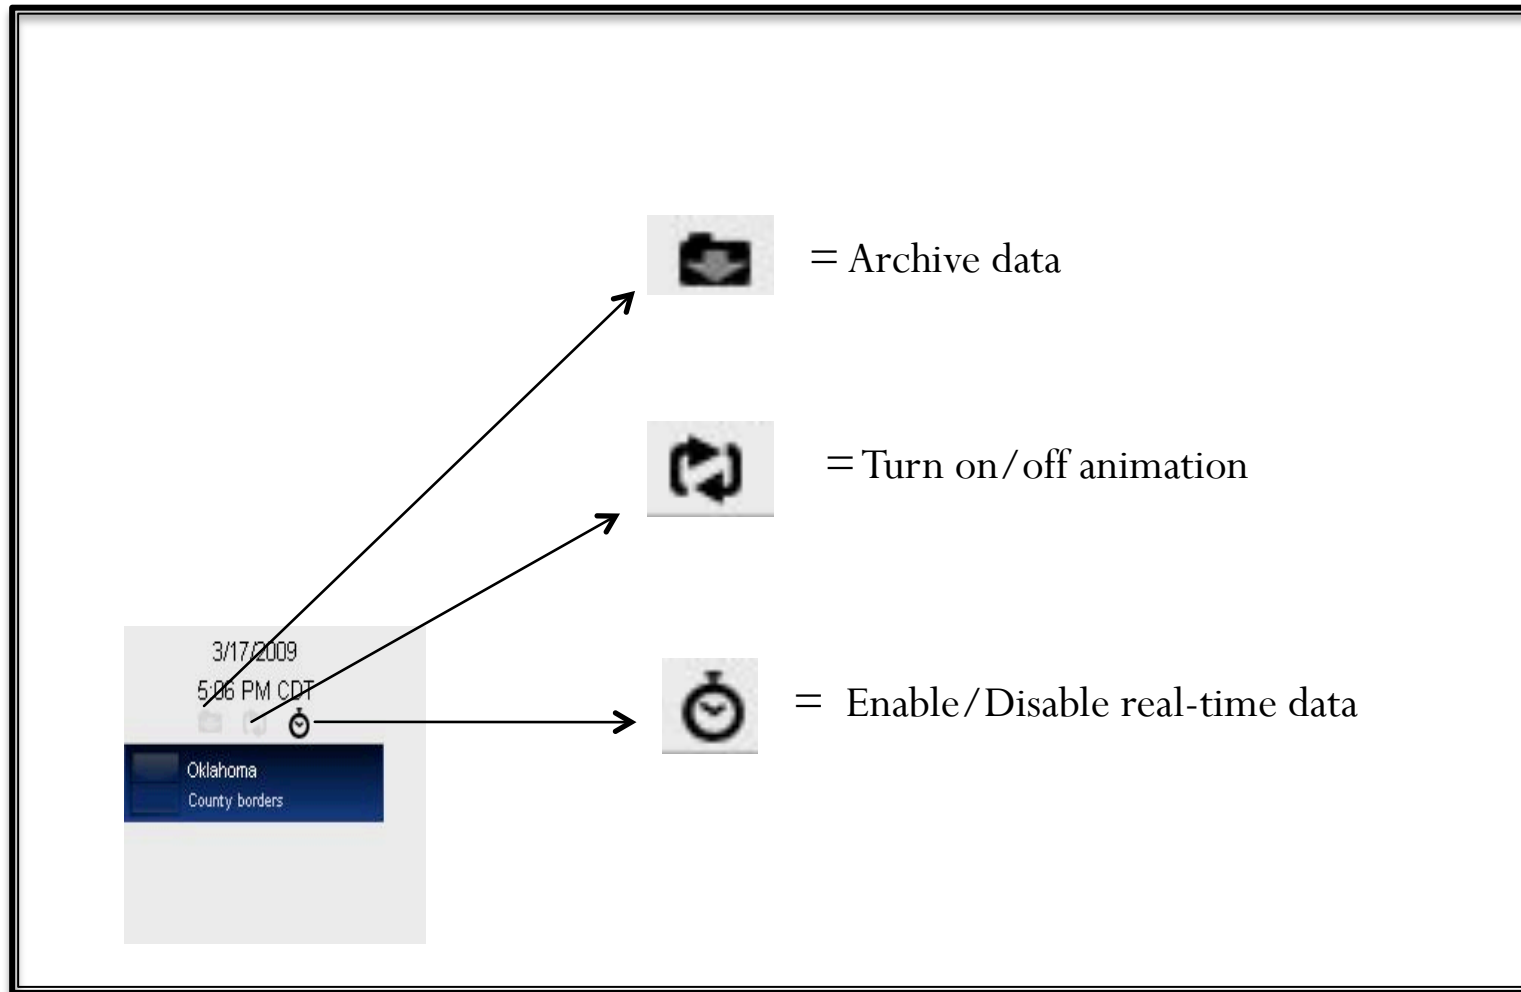 = Archive data
= Turn on/off animation
3/17/2009
5:06 PM CDT
= Enable/Disable real-time data
Oklahoma
County borders